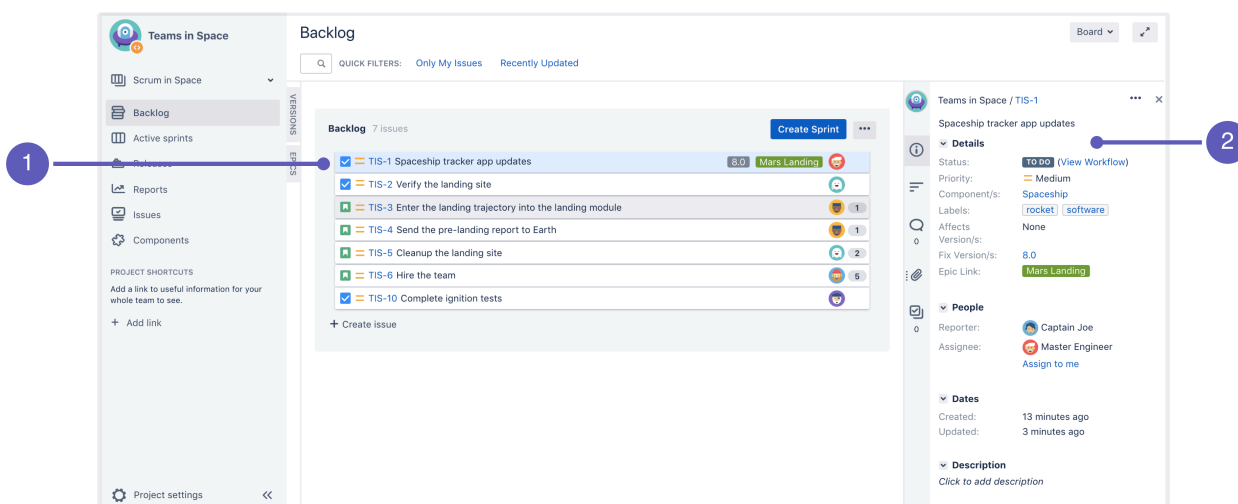 Teams in Space
Scrum in Space
Backlog
Active sprints
Releases
Reports
Issues
Components
PROJECT SHORTCUTS
Add a link to useful information for your
whole team to see.
+ Add link
Project settings
Backlog
Board
QUICK FILTERS: Only My Issues Recently Updated
VERSIONS
EPICS
Backlog 7 issues
Create Sprint
1
TIS-1 Spaceship tracker app updates 8.0 Mars Landing
TIS-2 Verify the landing site
TIS-3 Enter the landing trajectory into the landing module 1
TIS-4 Send the pre-landing report to Earth 1
TIS-5 Cleanup the landing site 2
TIS-6 Hire the team 5
TIS-10 Complete ignition tests
+ Create issue
0
0
Teams in Space / TIS-1
Spaceship tracker app updates
2
Details
Status: TO DO (View Workflow)
Priority: Medium
Component/s: Spaceship
Labels: rocket software
Affects None
Version/s:
Fix Version/s: 8.0
Epic Link: Mars Landing
People
Reporter: Captain Joe
Assignee: Master Engineer
Assign to me
Dates
Created: 13 minutes ago
Updated: 3 minutes ago
Description
Click to add description